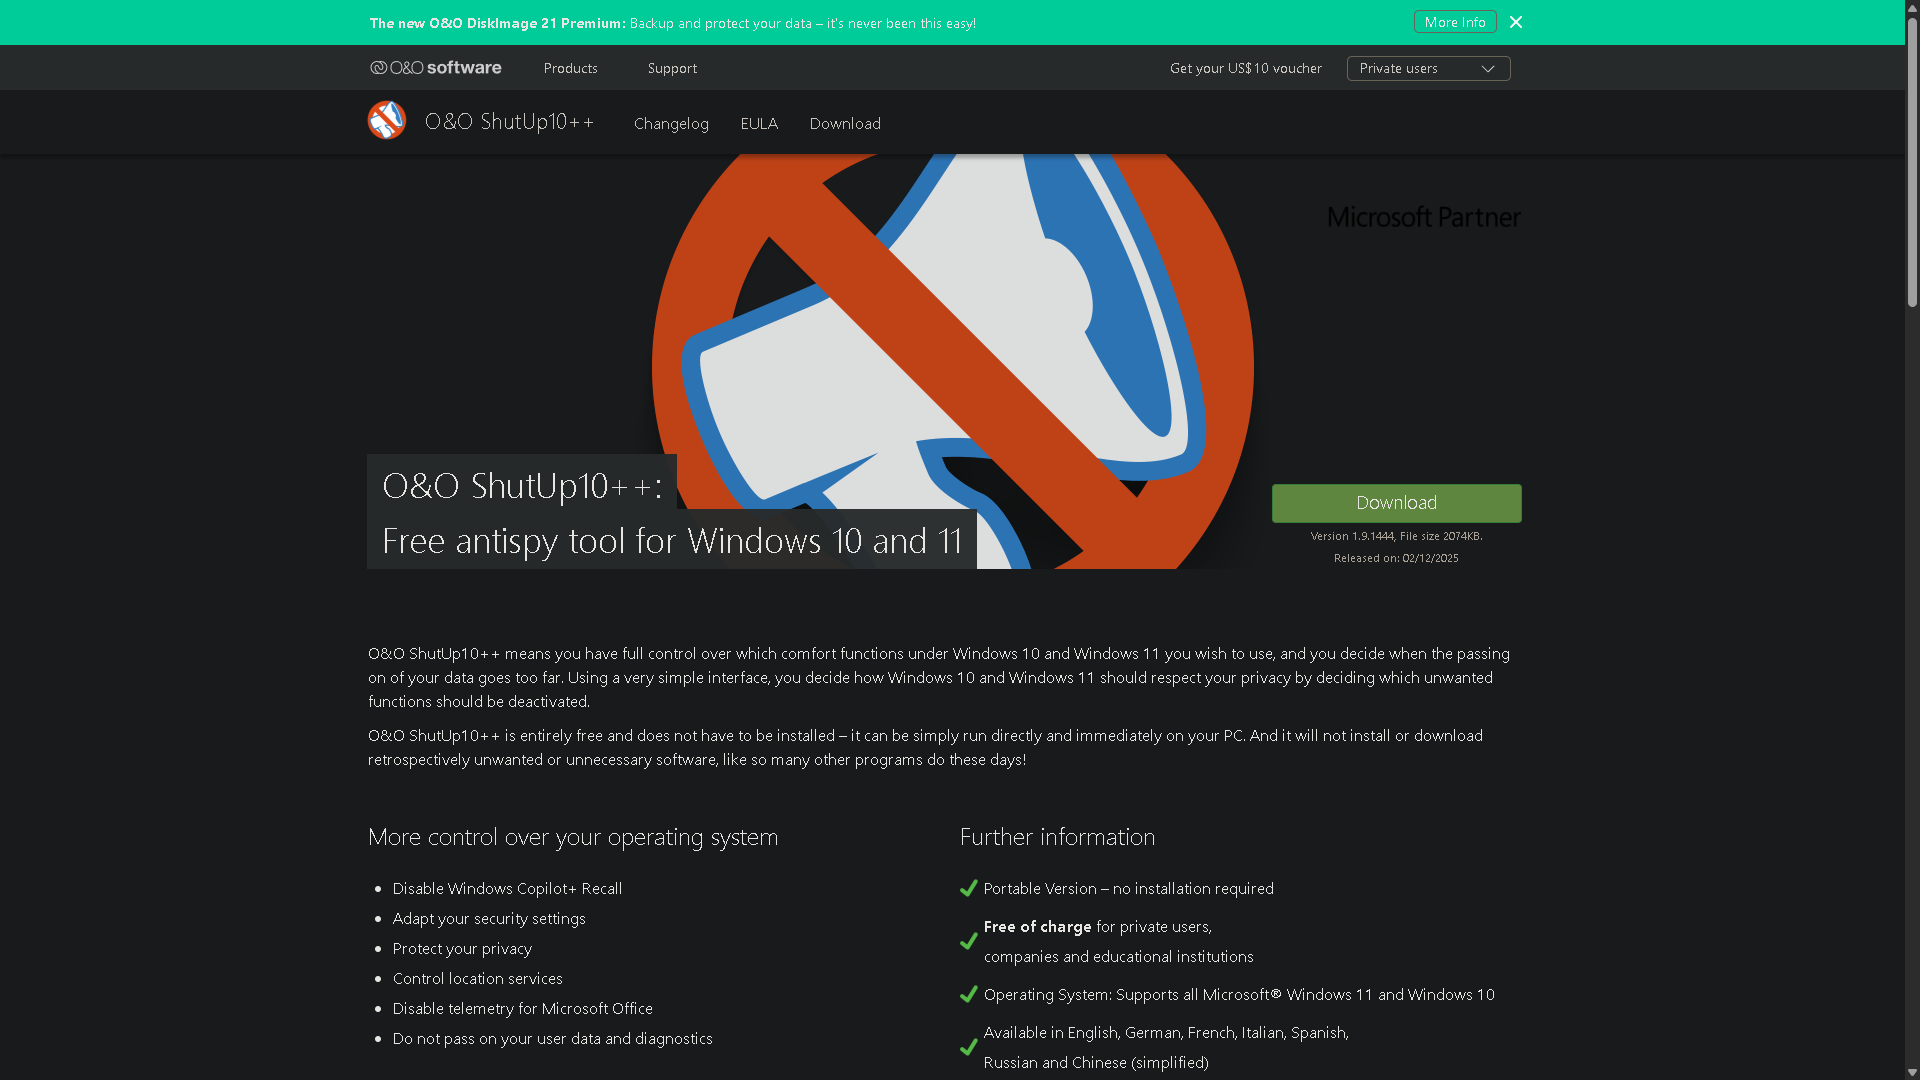 The new O&O DiskImage 21 Premium: Backup and protect your data – it's never been this easy!
More Info
O&O software
Products
Support
Get your US$10 voucher
Private users
O&O ShutUp10++
Changelog
EULA
Download
Microsoft Partner
O&O ShutUp10++:
Free antispy tool for Windows 10 and 11
Download
Version 1.9.1444, File size 2074KB.
Released on: 02/12/2025
O&O ShutUp10++ means you have full control over which comfort functions under Windows 10 and Windows 11 you wish to use, and you decide when the passing
on of your data goes too far. Using a very simple interface, you decide how Windows 10 and Windows 11 should respect your privacy by deciding which unwanted
functions should be deactivated.
O&O ShutUp10++ is entirely free and does not have to be installed – it can be simply run directly and immediately on your PC. And it will not install or download
retrospectively unwanted or unnecessary software, like so many other programs do these days!
More control over your operating system
Disable Windows Copilot+ Recall
Adapt your security settings
Protect your privacy
Control location services
Disable telemetry for Microsoft Office
Do not pass on your user data and diagnostics
Further information
Portable Version – no installation required
Free of charge for private users,
companies and educational institutions
Operating System: Supports all Microsoft® Windows 11 and Windows 10
Available in English, German, French, Italian, Spanish,
Russian and Chinese (simplified)